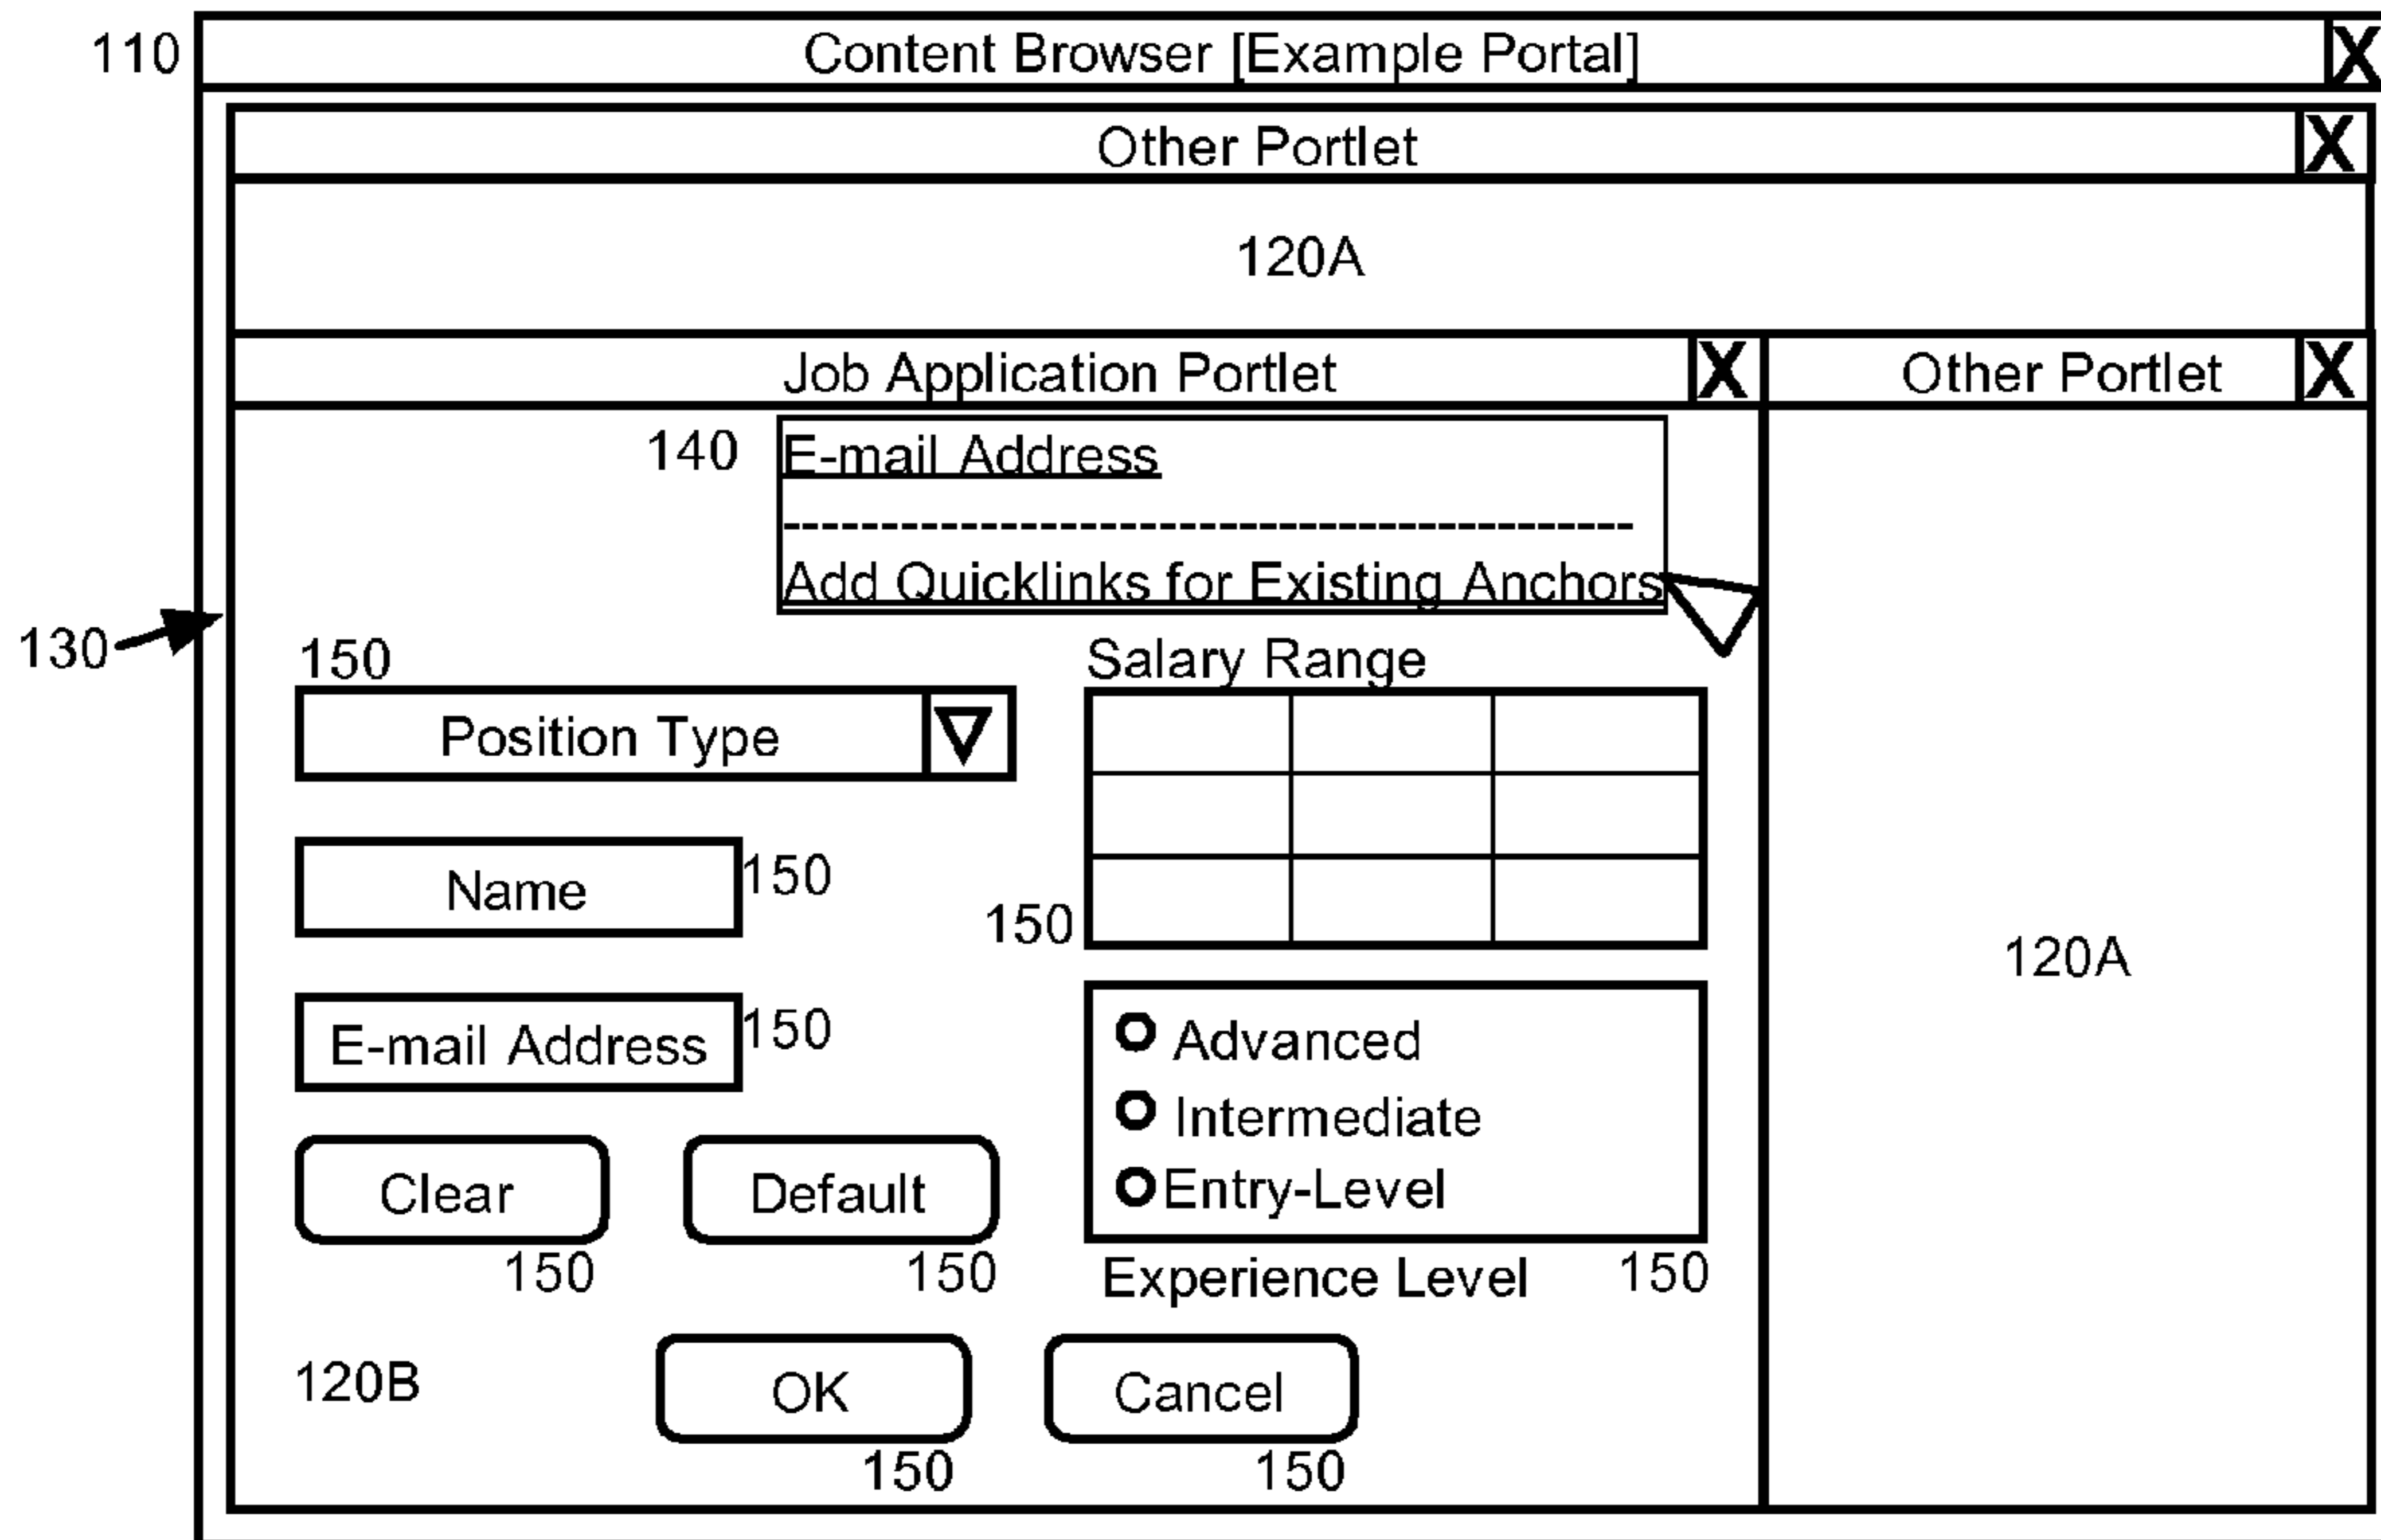 110
Content Browser [Example Portal] X
Other Portlet X
120A
Job Application Portlet X
Other Portlet X
140
E-mail Address
--------------------------------------------
Add Quicklinks for Existing Anchors
130
150
Position Type
Salary Range
150
Name
150
E-mail Address
150
Clear
150
Default
150
Advanced
Intermediate
Entry-Level
Experience Level
150
120A
120B
OK
150
Cancel
150